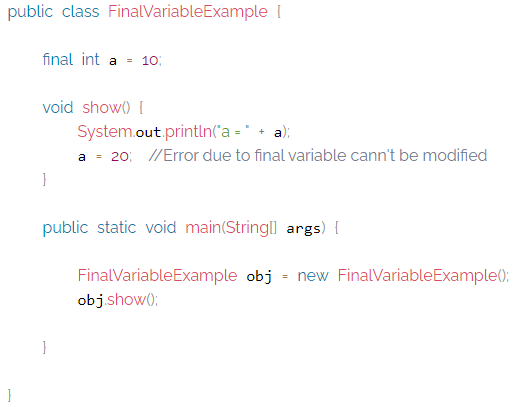 public class FinalVariableExample {
final int a = 10;
void show() {
System.out.println("a = " + a);
a = 20; //Error due to final variable cann't be modified
}
public static void main(String[] args) {
FinalVariableExample obj = new FinalVariableExample();
obj.show();
}
}